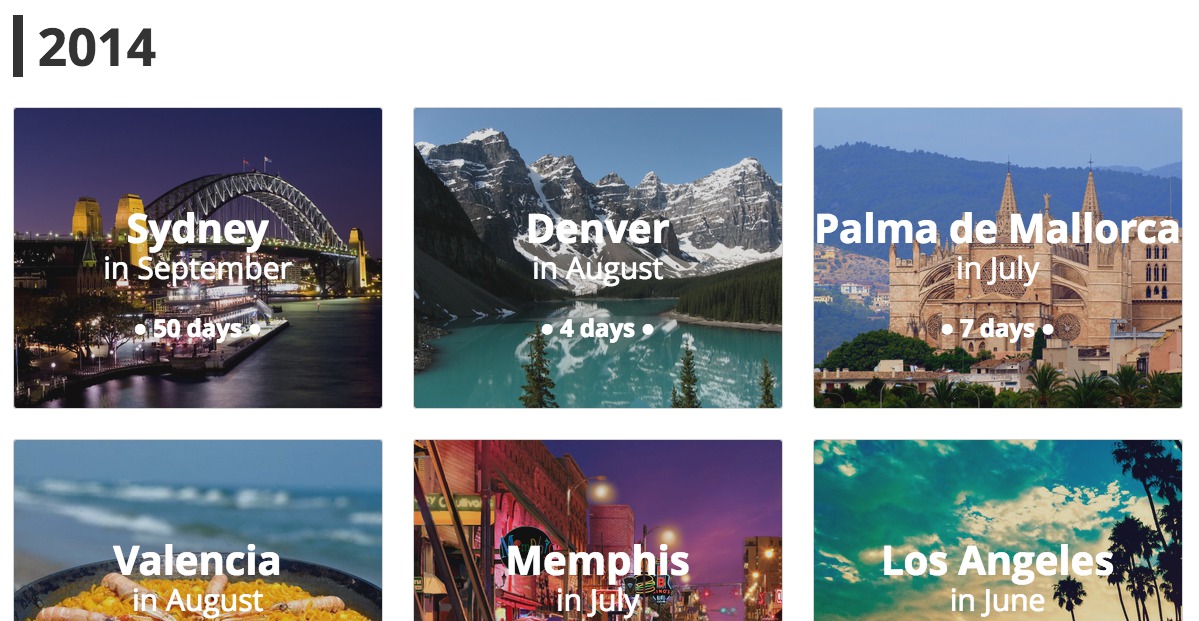 2014
Sydney
in September
• 50 days •
Denver
in August
• 4 days •
Palma de Mallorca
in July
• 7 days •
Valencia
in August
Memphis
in July
Los Angeles
in June